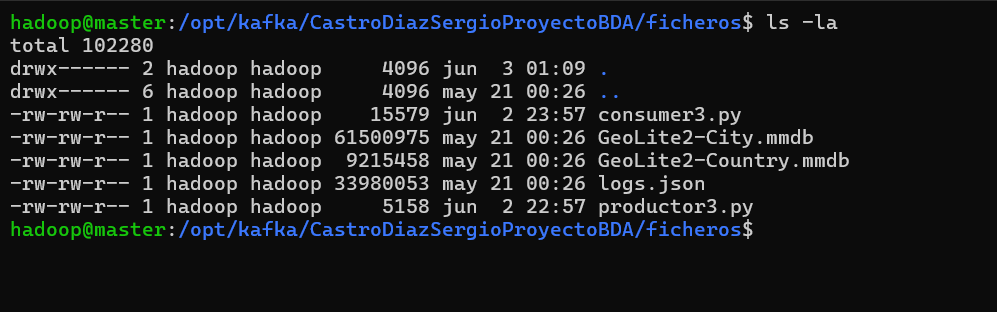 hadoop@master:/opt/kafka/CastroDiazSergioProyectoBDA/ficheros$ ls -la
total 102280
drwx------ 2 hadoop hadoop     4096 jun  3 01:09 .
drwx------ 6 hadoop hadoop     4096 may 21 00:26 ..
-rw-rw-r-- 1 hadoop hadoop    15579 jun  2 23:57 consumer3.py
-rw-rw-r-- 1 hadoop hadoop 61500975 may 21 00:26 GeoLite2-City.mmdb
-rw-rw-r-- 1 hadoop hadoop  9215458 may 21 00:26 GeoLite2-Country.mmdb
-rw-rw-r-- 1 hadoop hadoop 33980053 may 21 00:26 logs.json
-rw-rw-r-- 1 hadoop hadoop     5158 jun  2 22:57 productor3.py
hadoop@master:/opt/kafka/CastroDiazSergioProyectoBDA/ficheros$